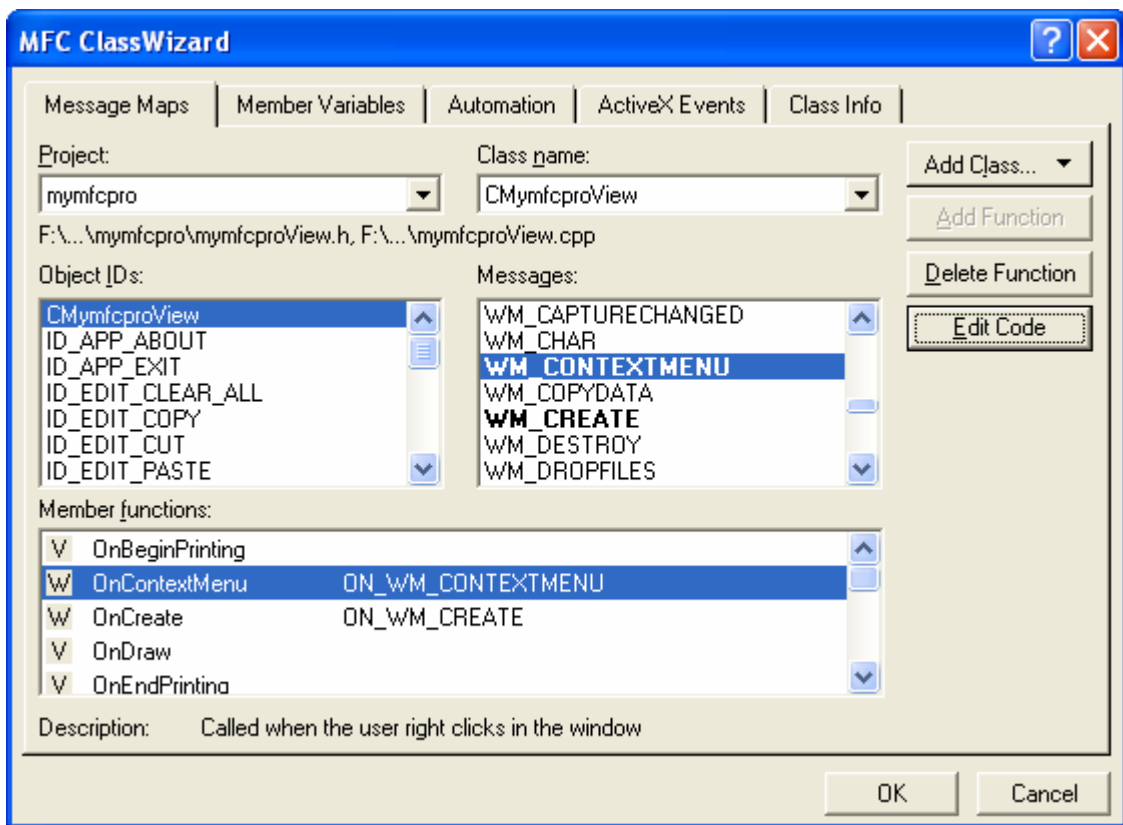 MFC ClassWizard
Message Maps Member Variables Automation ActiveX Events Class Info
Project:
Class name:
Add Class...
mymfcpro
CMymfcproView
Add Function
F:\...\mymfcpro\mymfcproView.h, F:\...\mymfcproView.cpp
Object IDs:
Messages:
Delete Function
CMymfcproView
ID_APP_ABOUT
ID_APP_EXIT
ID_EDIT_CLEAR_ALL
ID_EDIT_COPY
ID_EDIT_CUT
ID_EDIT_PASTE
WM_CAPTURECHANGED
WM_CHAR
WM_CONTEXTMENU
WM_COPYDATA
WM_CREATE
WM_DESTROY
WM_DROPFILES
Edit Code
Member functions:
V OnBeginPrinting
W OnContextMenu ON_WM_CONTEXTMENU
W OnCreate ON_WM_CREATE
V OnDraw
V OnEndPrinting
Description: Called when the user right clicks in the window
OK Cancel